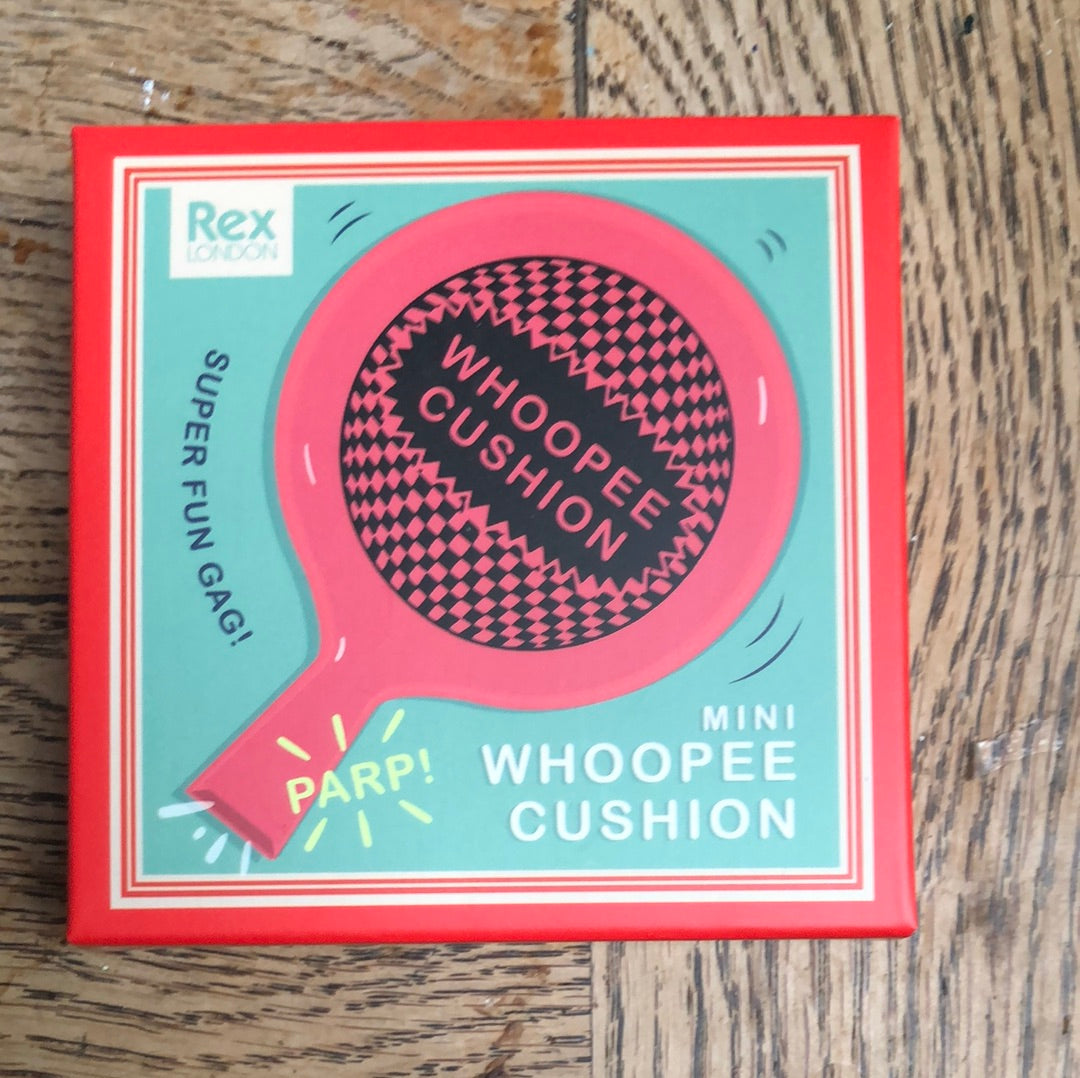 Rex
LONDON
SUPER FUN GAG!
WHOOPEE
CUSHION
PARP!
MINI
WHOOPEE
CUSHION